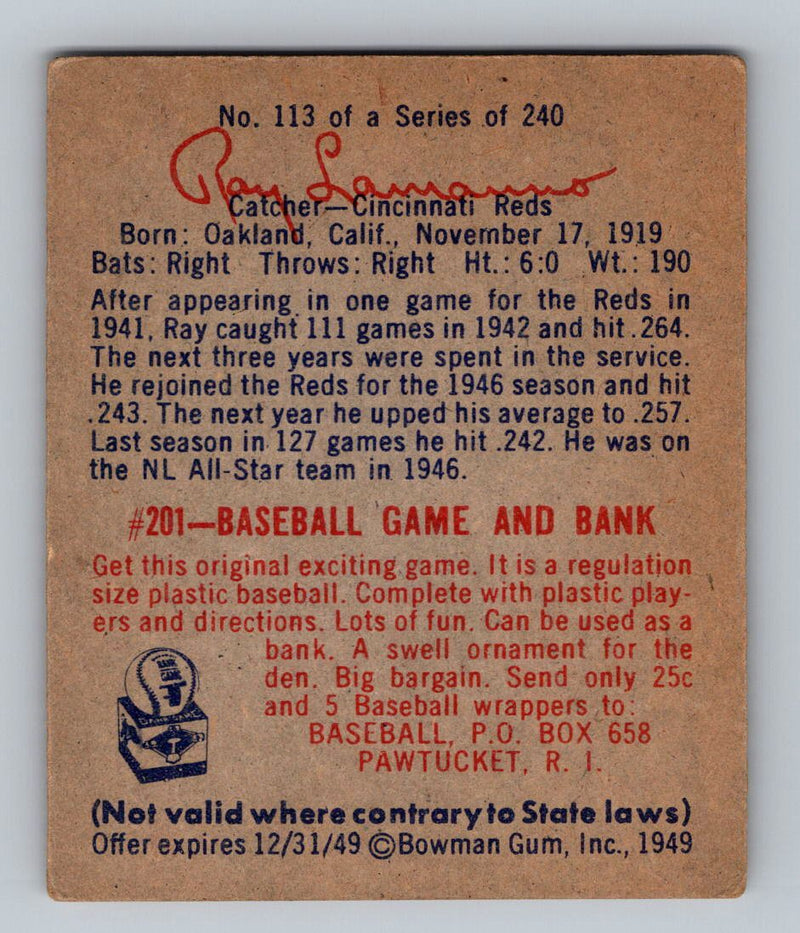 No. 113 of a Series of 240
Ray Lamanno
Catcher—Cincinnati Reds
Born: Oakland, Calif., November 17, 1919
Bats: Right Throws: Right Ht.: 6:0 Wt.: 190
After appearing in one game for the Reds in
1941, Ray caught 111 games in 1942 and hit .264.
The next three years were spent in the service.
He rejoined the Reds for the 1946 season and hit
.243. The next year he upped his average to .257.
Last season in 127 games he hit .242. He was on
the NL All-Star team in 1946.
#201—BASEBALL GAME AND BANK
Get this original exciting game. It is a regulation
size plastic baseball. Complete with plastic play-
ers and directions. Lots of fun. Can be used as a
bank. A swell ornament for the
den. Big bargain. Send only 25c
and 5 Baseball wrappers to:
BASEBALL, P.O. BOX 658
PAWTUCKET, R. I.
BANK
GAME
(Not valid where contrary to State laws)
Offer expires 12/31/49 ©Bowman Gum, Inc., 1949